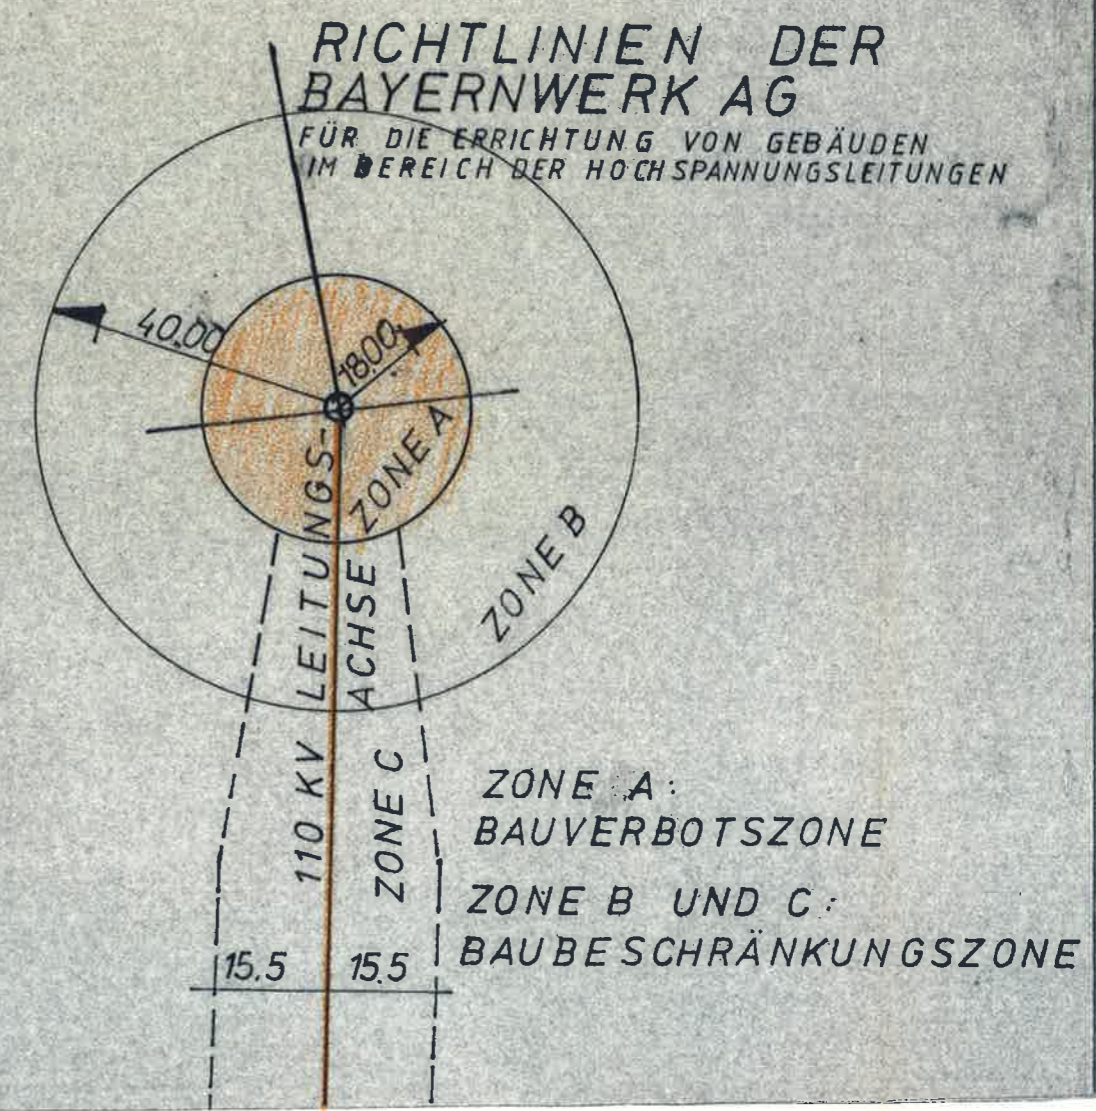 RICHTLINIEN DER
BAYERNWERK AG
FÜR DIE ERRICHTUNG VON GEBÄUDEN
IM BEREICH DER HOCHSPANNUNGSLEITUNGEN
40.00
18.00
ZONE A
ZONE B
110 KV LEITUNGS-
ACHSE
ZONE C
ZONE A:
BAUVERBOTSZONE
ZONE B UND C:
BAUBESCHRÄNKUNGSZONE
15.5 15.5